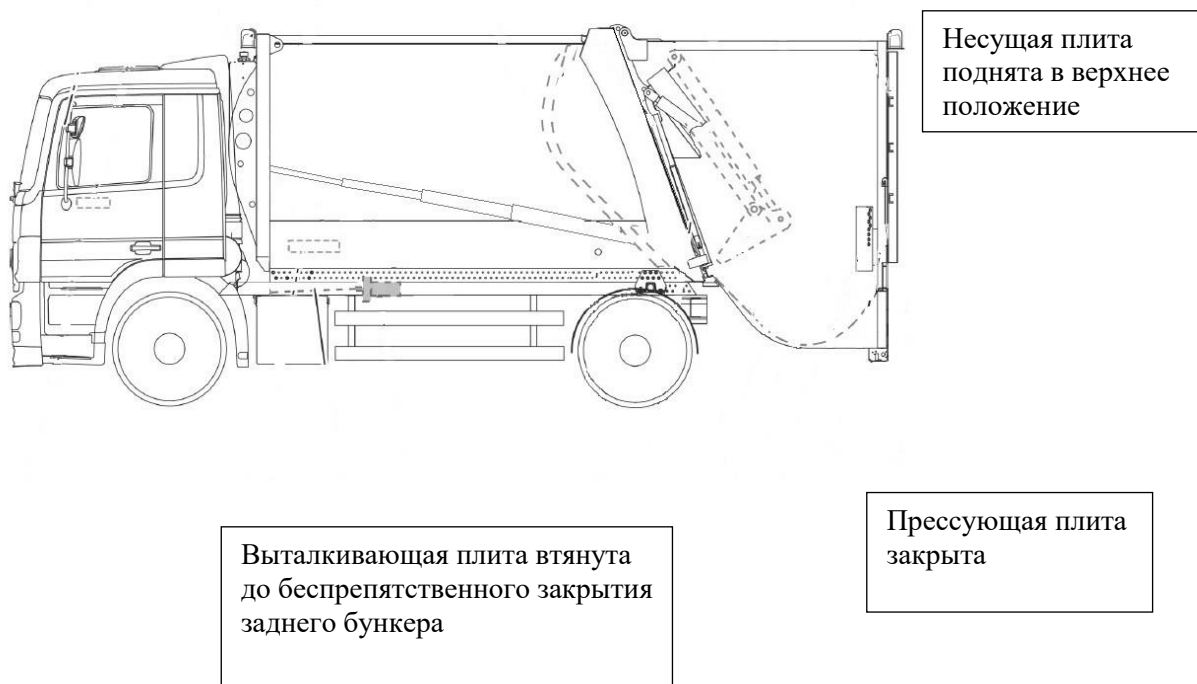 Несущая плита
поднята в верхнее
положение
Прессующая плита
закрыта
Выталкивающая плита втянута
до беспрепятственного закрытия
заднего бункера